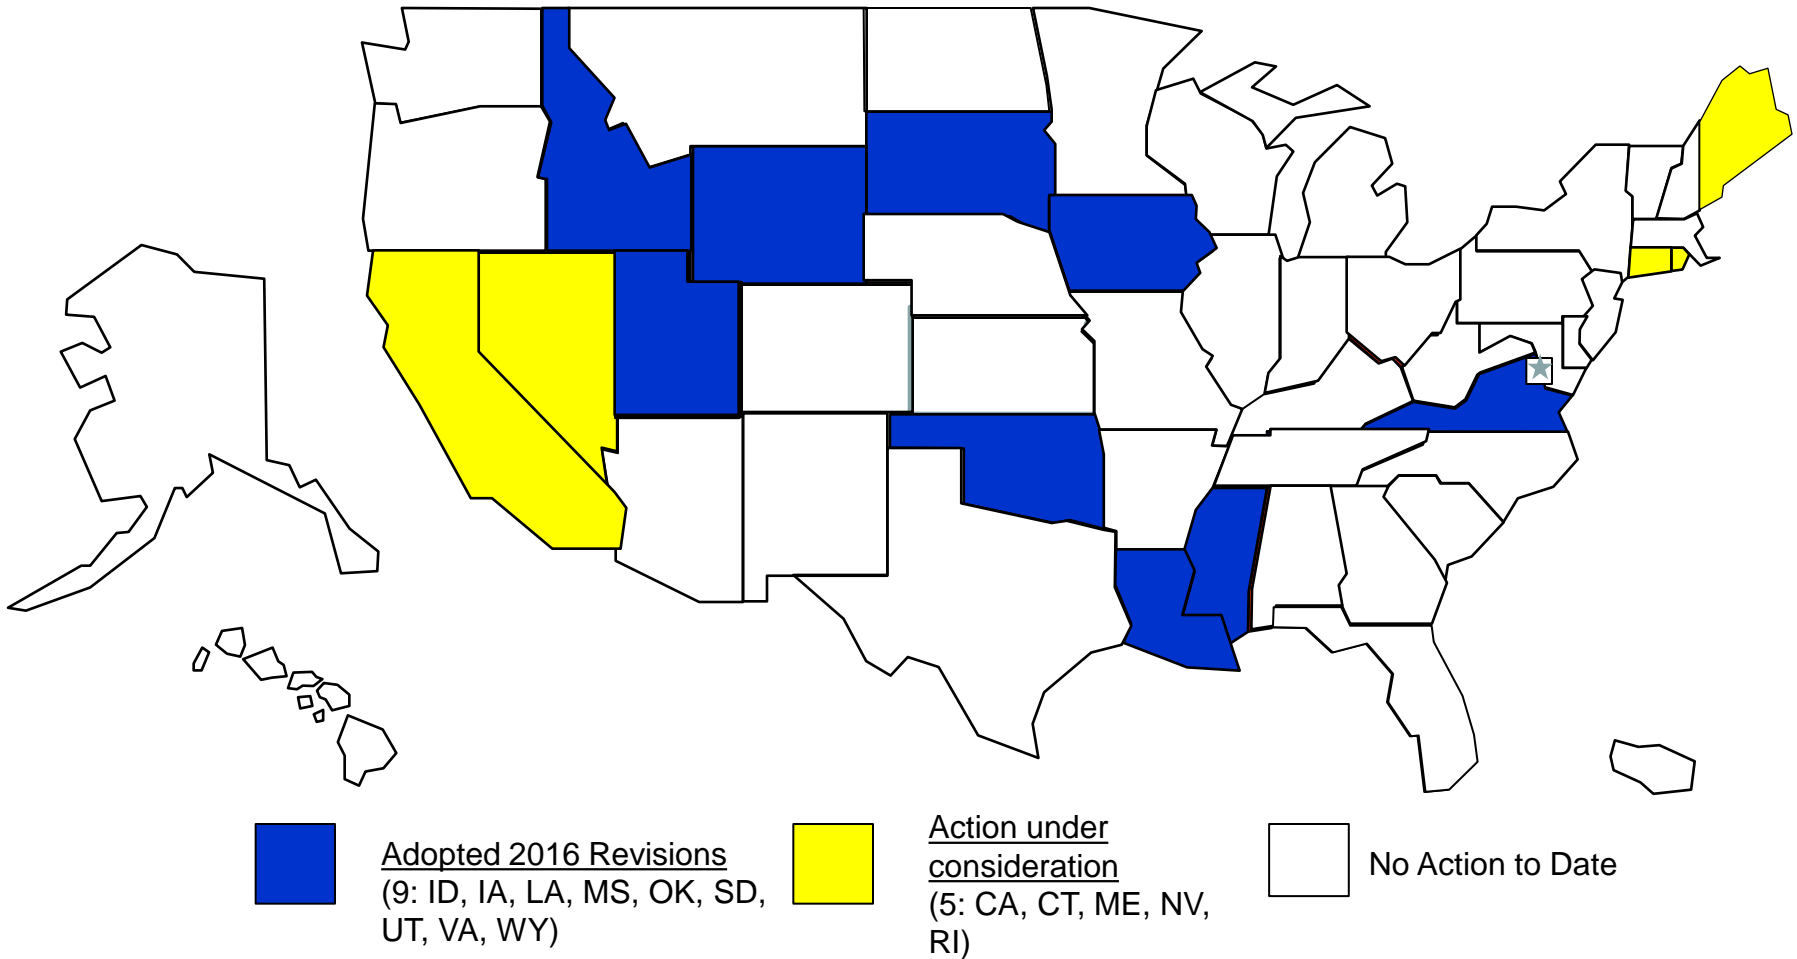 Adopted 2016 Revisions
(9: ID, IA, LA, MS, OK, SD,
UT, VA, WY)
Action under
consideration
(5: CA, CT, ME, NV,
RI)
No Action to Date